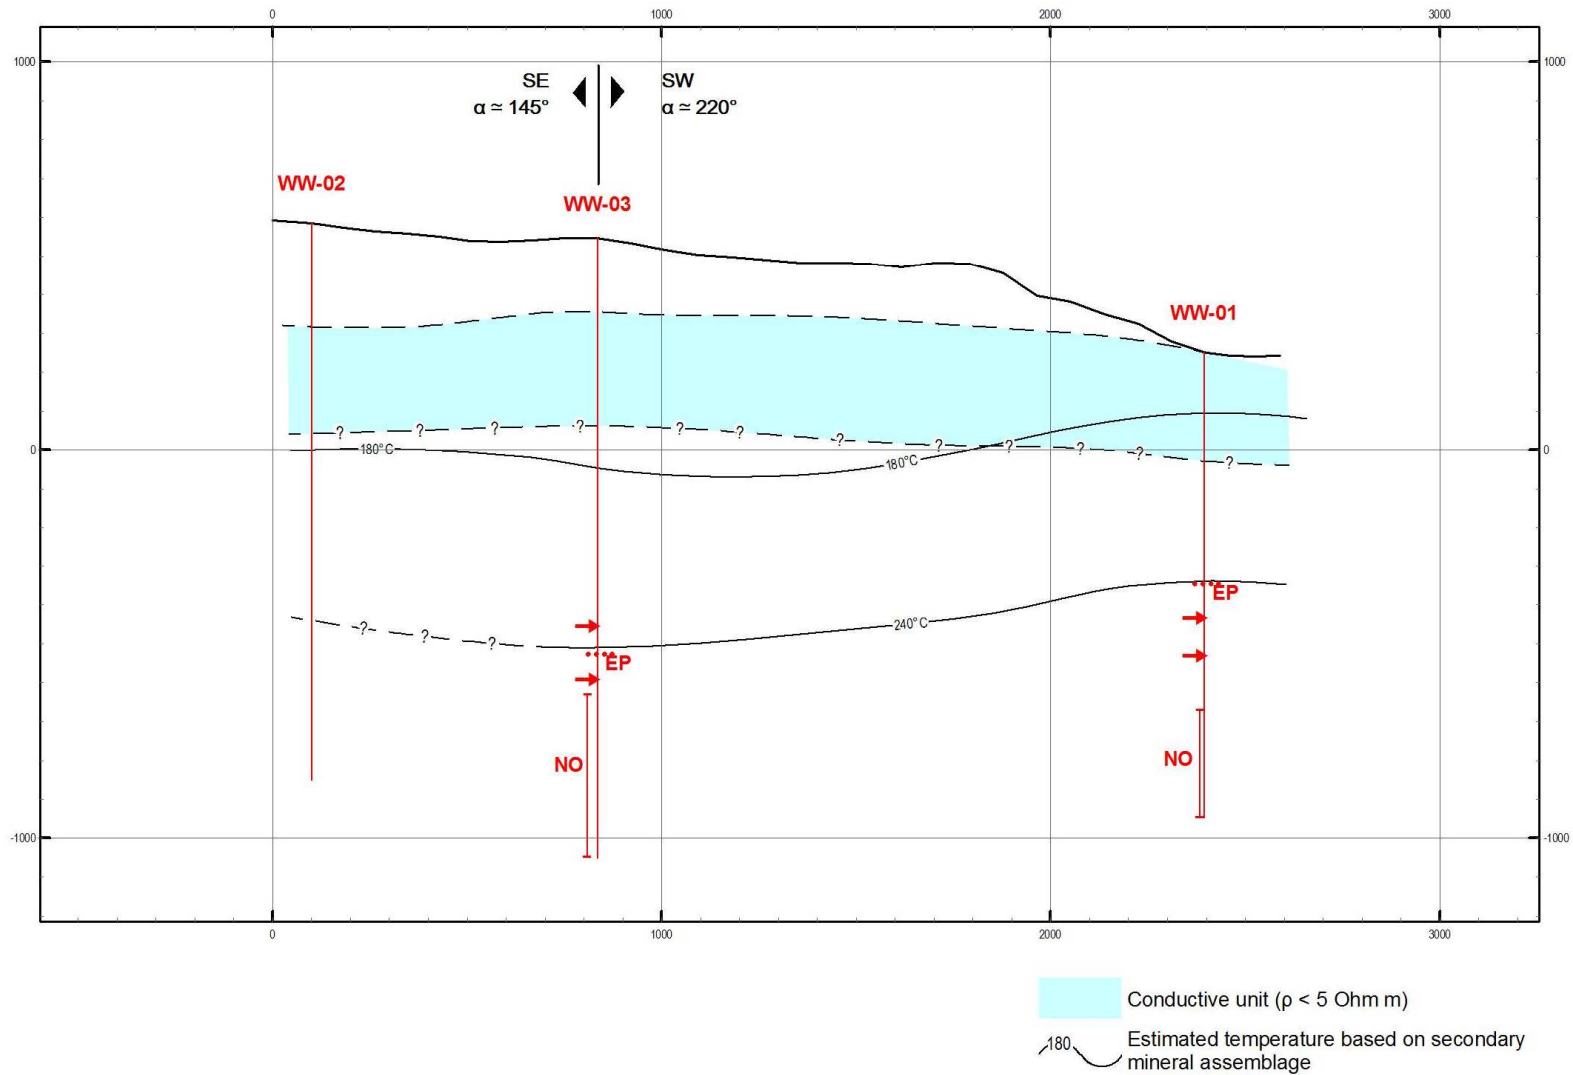 0 1000 2000 3000
1000 1000
SE SW
α ≃ 145° α ≃ 220°
WW-02
WW-03
WW-01
? ? ? ? ? ? ? ? ? ? ? ?
0 180°C 180°C 0
EP
240°C
? ? ?
EP
NO NO
-1000 -1000
0 1000 2000 3000
Conductive unit (ρ < 5 Ohm m)
180 Estimated temperature based on secondary
mineral assemblage